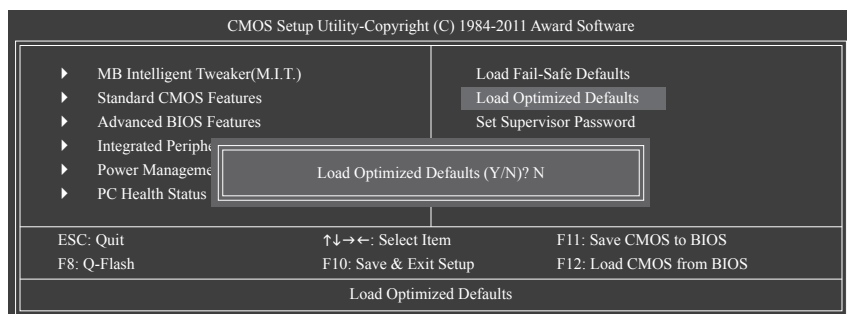 CMOS Setup Utility-Copyright (C) 1984-2011 Award Software
MB Intelligent Tweaker(M.I.T.)
Standard CMOS Features
Advanced BIOS Features
Integrated Periphe
Power Manageme
PC Health Status
Load Fail-Safe Defaults
Load Optimized Defaults
Set Supervisor Password
Load Optimized Defaults (Y/N)? N
ESC: Quit ↑↓→←: Select Item F11: Save CMOS to BIOS
F8: Q-Flash F10: Save & Exit Setup F12: Load CMOS from BIOS
Load Optimized Defaults